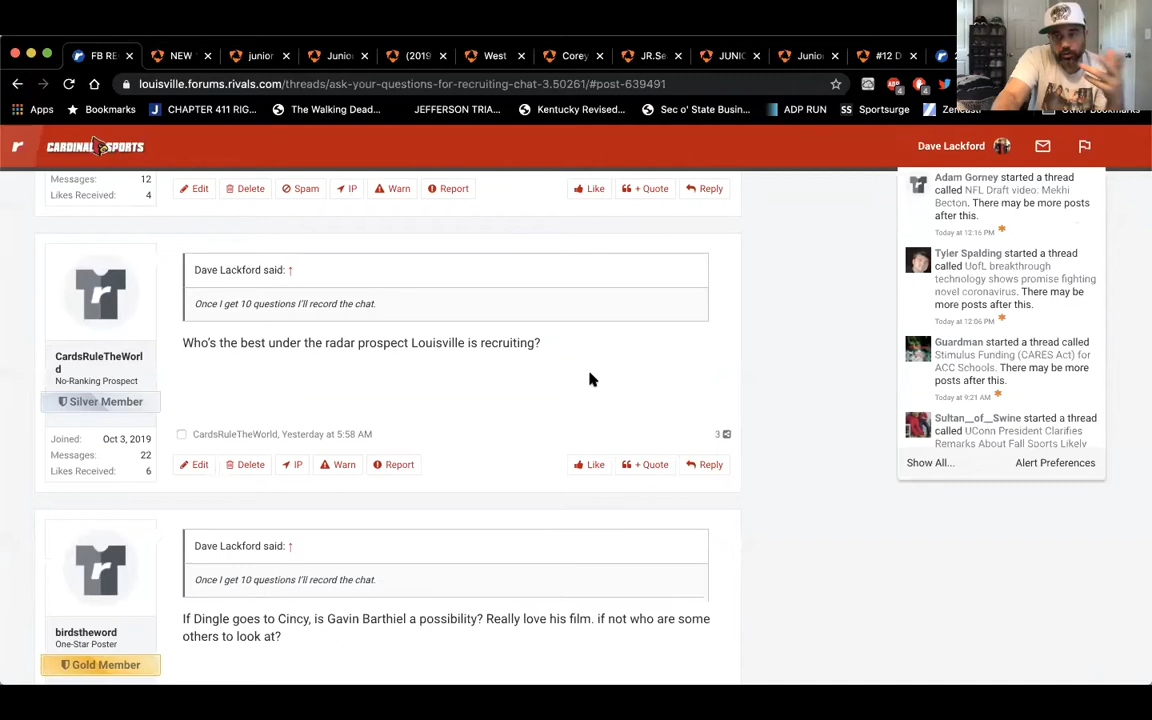 FB RE
NEW
junior
Junio
(2019
West
Corey
JR.Se
JUNIC
Junior
#12 D
louisville.forums.rivals.com/threads/ask-your-questions-for-recruiting-chat-3.50261/#post-639491
Apps
Bookmarks
CHAPTER 411 RIG...
The Walking Dead...
JEFFERSON TRIA...
Kentucky Revised...
Sec o' State Busin...
ADP RUN
Sportsurge
Zencastr
Other Bookmarks
CARDINAL SPORTS
Dave Lackford
Messages: 12
Likes Received: 4
Edit Delete Spam IP Warn Report Like + Quote Reply
CardsRuleTheWorl
d
No-Ranking Prospect
Silver Member
Joined: Oct 3, 2019
Messages: 22
Likes Received: 6
Dave Lackford said: ↑
Once I get 10 questions I'll record the chat.
Who's the best under the radar prospect Louisville is recruiting?
CardsRuleTheWorld, Yesterday at 5:58 AM
3
Edit Delete IP Warn Report Like + Quote Reply
birdstheword
One-Star Poster
Gold Member
Dave Lackford said: ↑
Once I get 10 questions I'll record the chat.
If Dingle goes to Cincy, is Gavin Barthiel a possibility? Really love his film. if not who are some
others to look at?
Adam Gorney started a thread
called NFL Draft video: Mekhi
Becton. There may be more posts
after this.
Today at 12:16 PM
Tyler Spalding started a thread
called UofL breakthrough
technology shows promise fighting
novel coronavirus. There may be
more posts after this.
Today at 12:06 PM
Guardman started a thread called
Stimulus Funding (CARES Act) for
ACC Schools. There may be more
posts after this.
Today at 9:21 AM
Sultan__of__Swine started a thread
called UConn President Clarifies
Remarks About Fall Sports Likely
Show All...
Alert Preferences